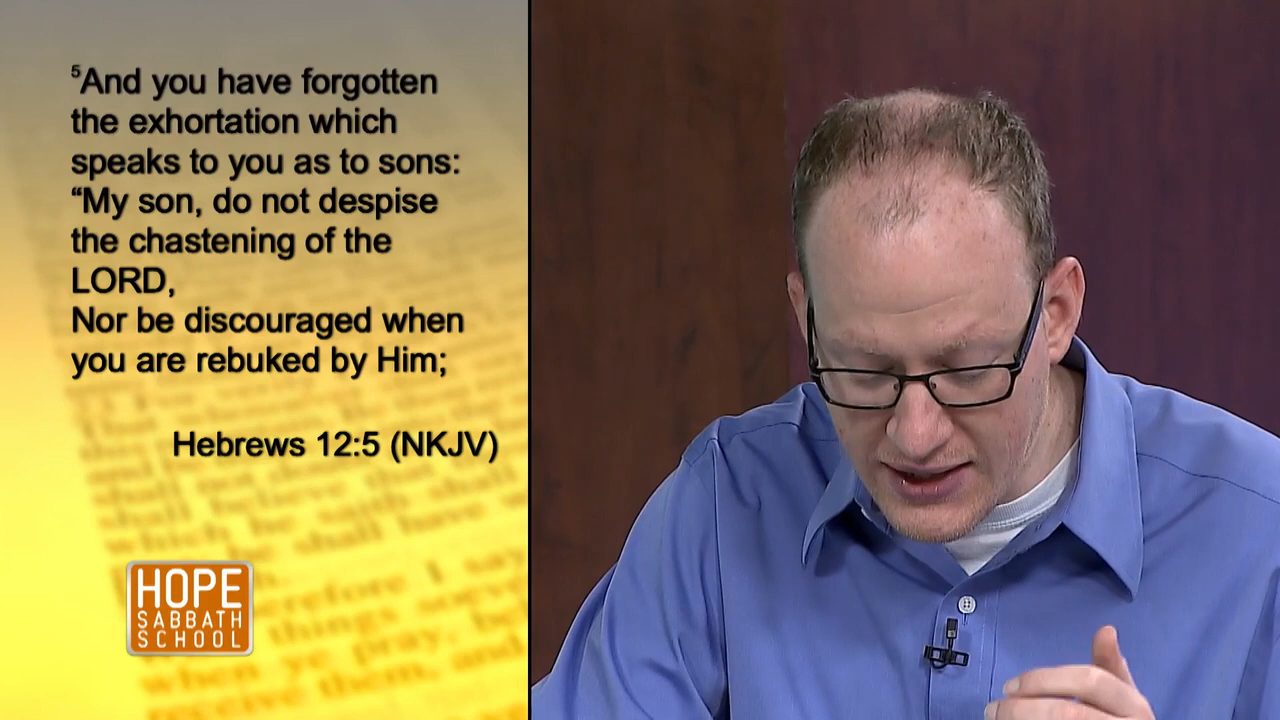 ⁵And you have forgotten
the exhortation which
speaks to you as to sons:
“My son, do not despise
the chastening of the
LORD,
Nor be discouraged when
you are rebuked by Him;
Hebrews 12:5 (NKJV)
HOPE
SABBATH
SCHOOL